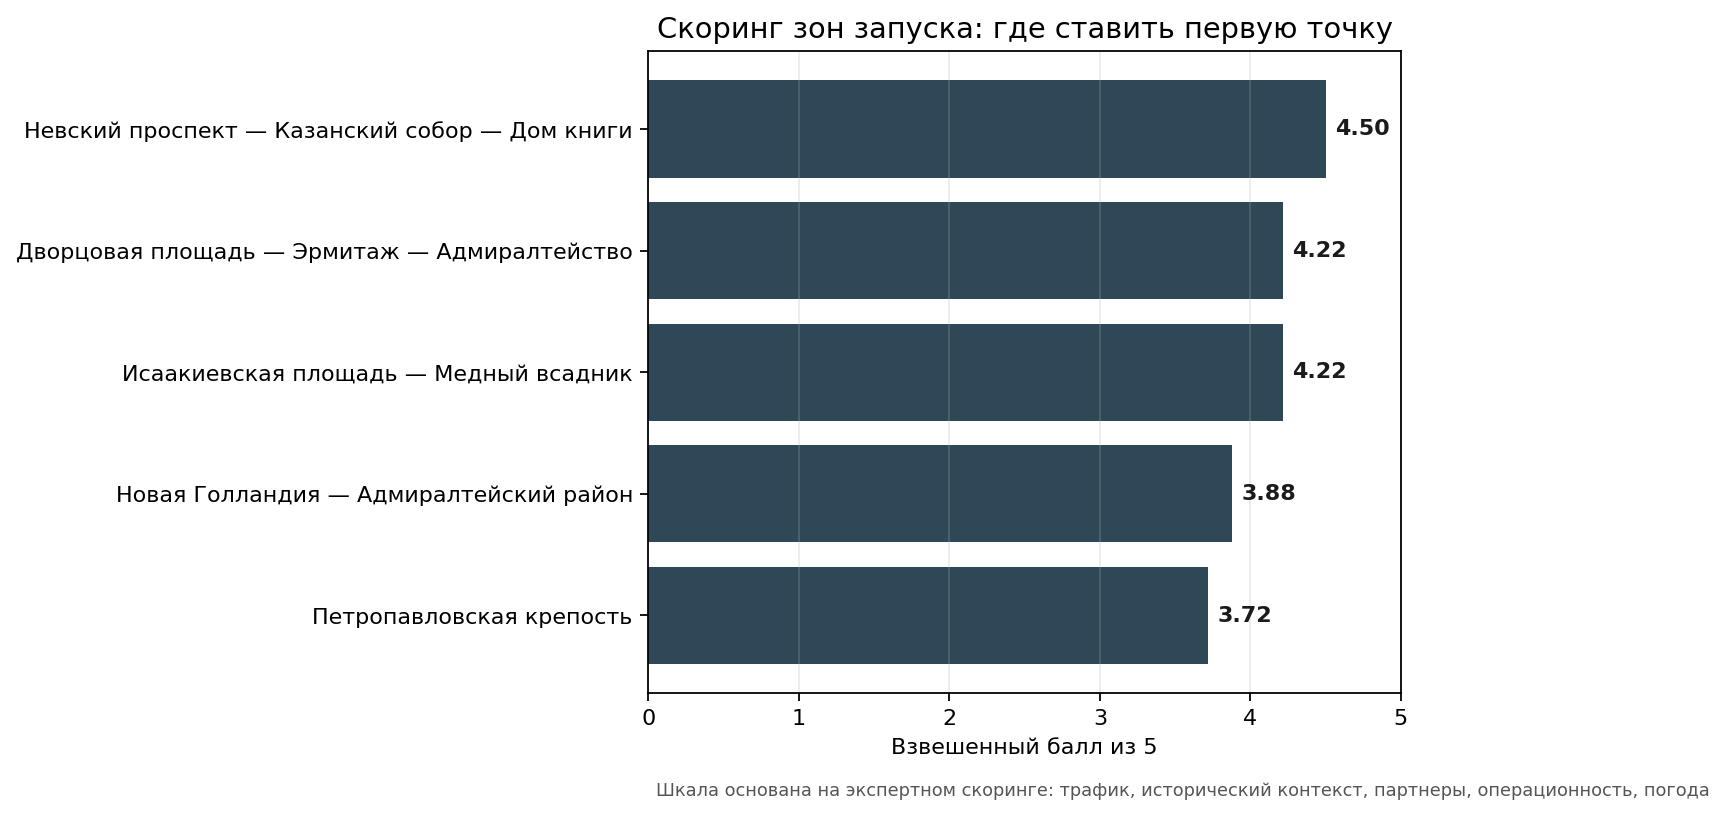 Скоринг зон запуска: где ставить первую точку
Невский проспект — Казанский собор — Дом книги
4.50
Дворцовая площадь — Эрмитаж — Адмиралтейство
4.22
Исаакиевская площадь — Медный всадник
4.22
Новая Голландия — Адмиралтейский район
3.88
Петропавловская крепость
3.72
0 1 2 3 4 5
Взвешенный балл из 5
Шкала основана на экспертном скоринге: трафик, исторический контекст, партнеры, операционность, погода